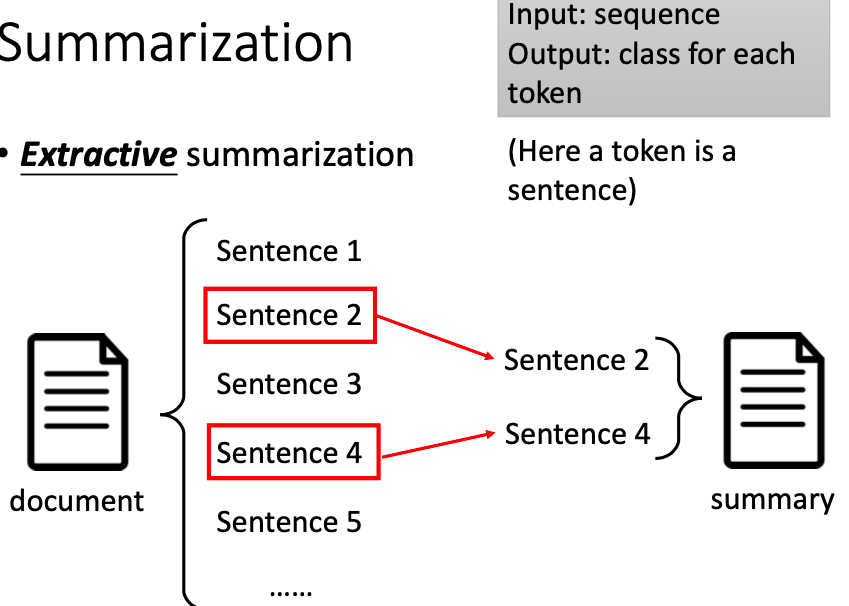 Summarization
Input: sequence
Output: class for each
token
• Extractive summarization
(Here a token is a
sentence)
Sentence 1
Sentence 2
Sentence 3
Sentence 4
Sentence 5
......
Sentence 2
Sentence 4
document
summary